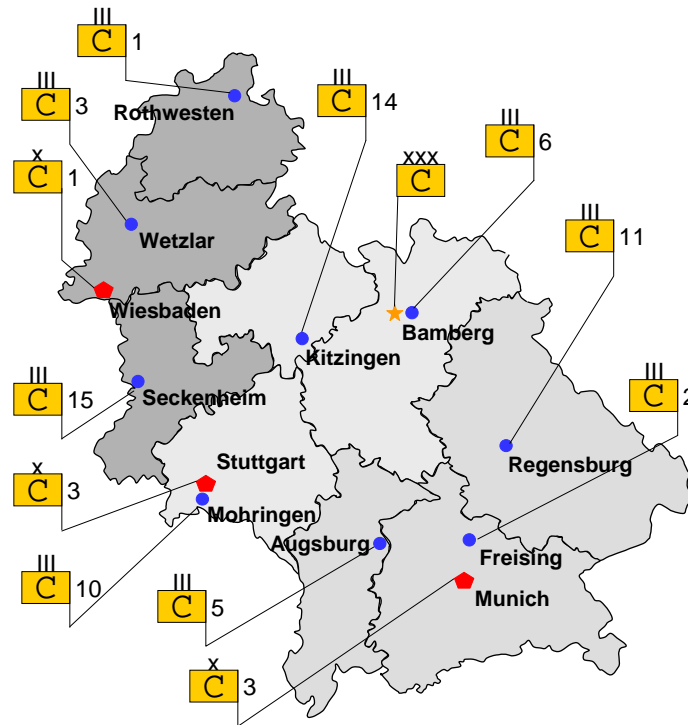 III
C 1
Rothwesten
III
C 3
III
C 14
III
C 6
X
C 1
XXX
C
III
C 11
Wetzlar
Wiesbaden
Bamberg
Kitzingen
III
C 15
Seckenheim
III
C 2
Stuttgart
Regensburg
X
C 3
Mohringen
Augsburg
Freising
III
C 10
III
C 5
Munich
X
C 3